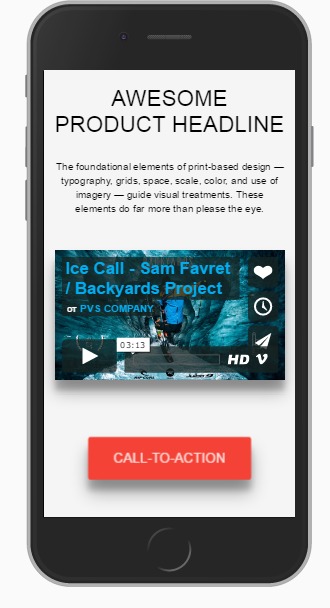 AWESOME
PRODUCT HEADLINE
The foundational elements of print-based design —
typography, grids, space, scale, color, and use of
imagery — guide visual treatments. These
elements do far more than please the eye.
Ice Call - Sam Favret
/ Backyards Project
от PVS COMPANY
03:13
HD
CALL-TO-ACTION